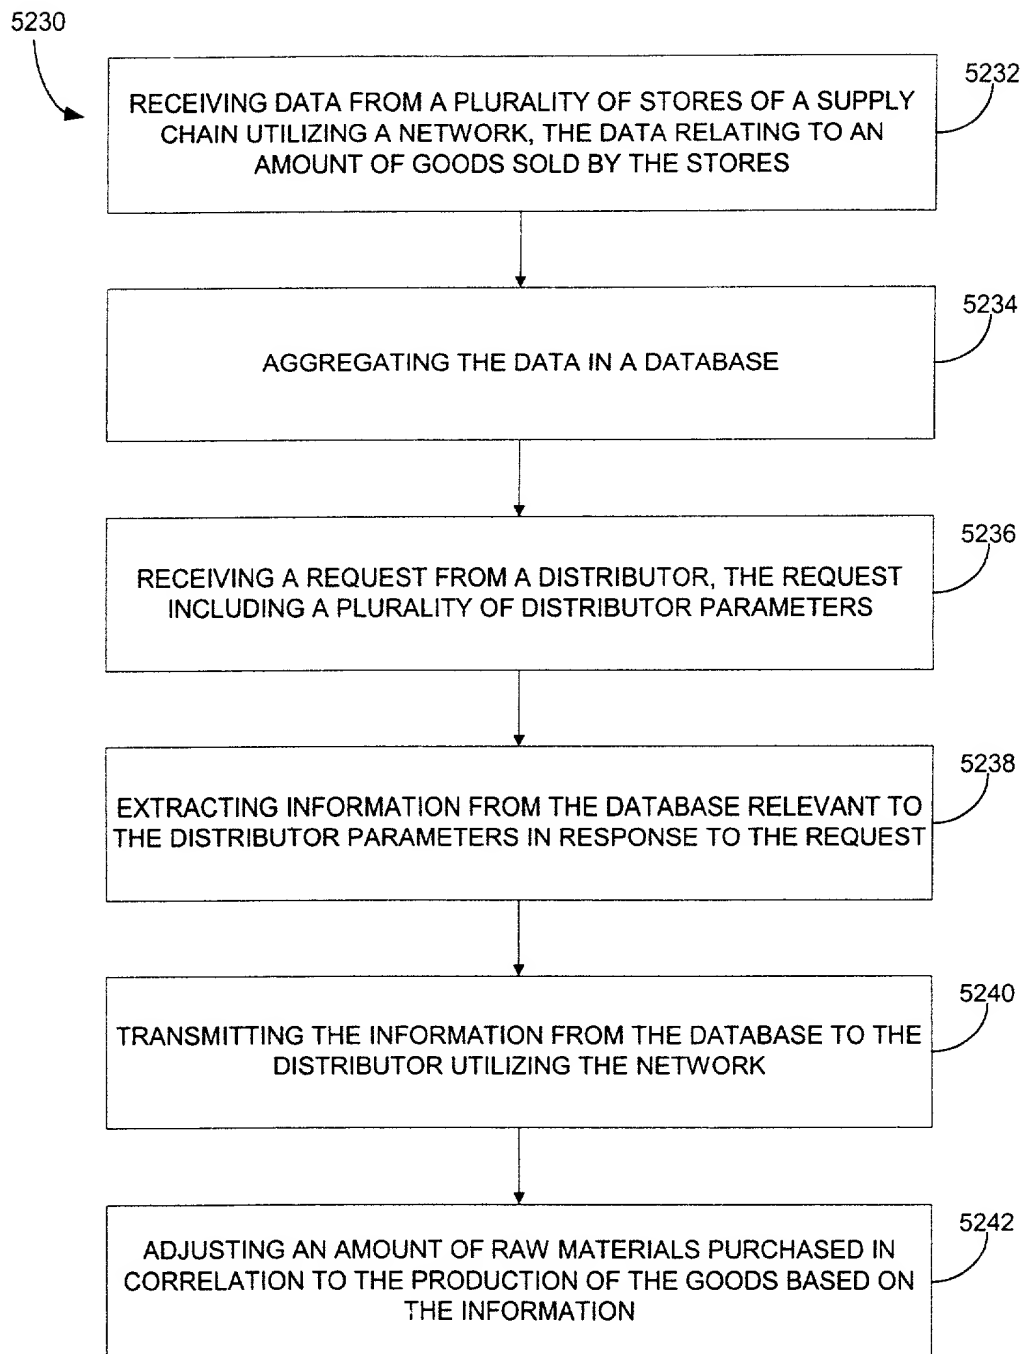 5230
5232
RECEIVING DATA FROM A PLURALITY OF STORES OF A SUPPLY
CHAIN UTILIZING A NETWORK, THE DATA RELATING TO AN
AMOUNT OF GOODS SOLD BY THE STORES
5234
AGGREGATING THE DATA IN A DATABASE
5236
RECEIVING A REQUEST FROM A DISTRIBUTOR, THE REQUEST
INCLUDING A PLURALITY OF DISTRIBUTOR PARAMETERS
5238
EXTRACTING INFORMATION FROM THE DATABASE RELEVANT TO
THE DISTRIBUTOR PARAMETERS IN RESPONSE TO THE REQUEST
5240
TRANSMITTING THE INFORMATION FROM THE DATABASE TO THE
DISTRIBUTOR UTILIZING THE NETWORK
5242
ADJUSTING AN AMOUNT OF RAW MATERIALS PURCHASED IN
CORRELATION TO THE PRODUCTION OF THE GOODS BASED ON
THE INFORMATION